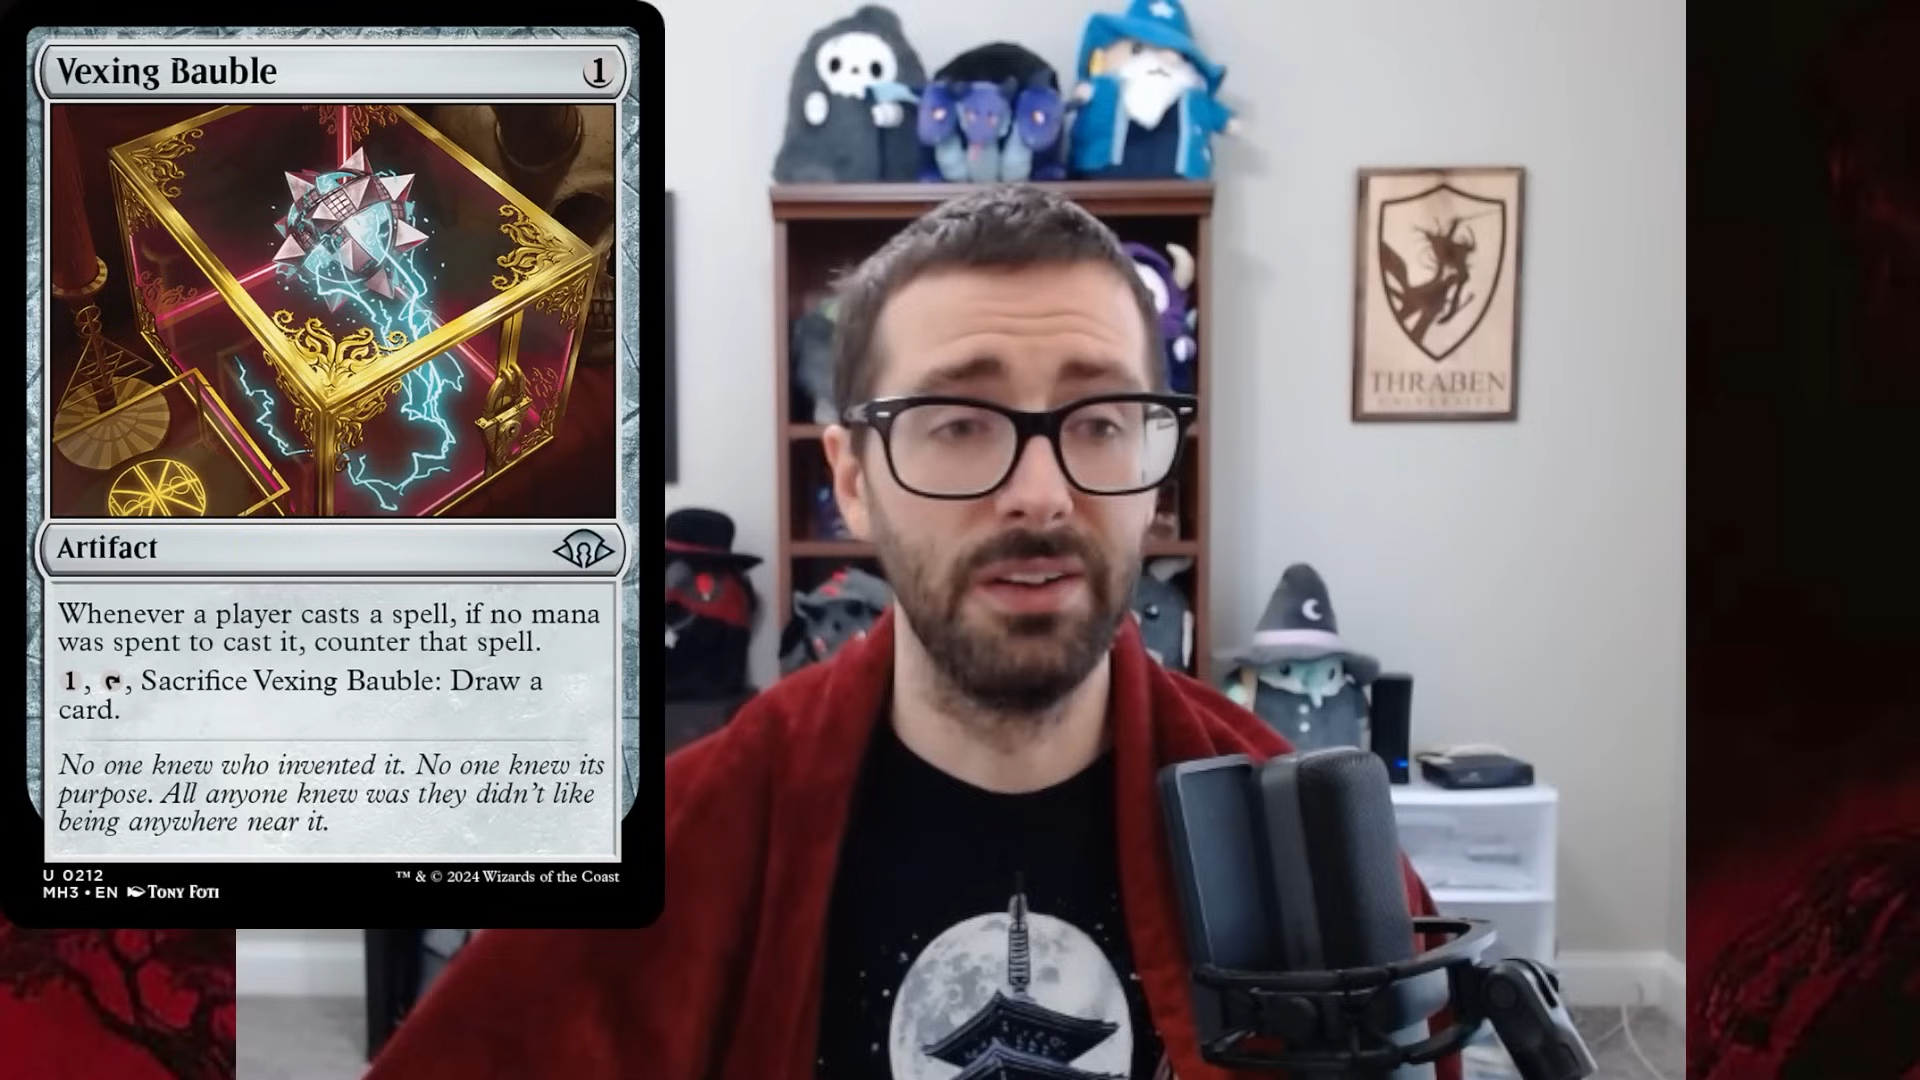 Vexing Bauble 1
Artifact
Whenever a player casts a spell, if no mana
was spent to cast it, counter that spell.
1, , Sacrifice Vexing Bauble: Draw a
card.
No one knew who invented it. No one knew its
purpose. All anyone knew was they didn't like
being anywhere near it.
U 0212
MH3 • EN Tony Foti
™ & © 2024 Wizards of the Coast
THRABEN
UNIVERSITY